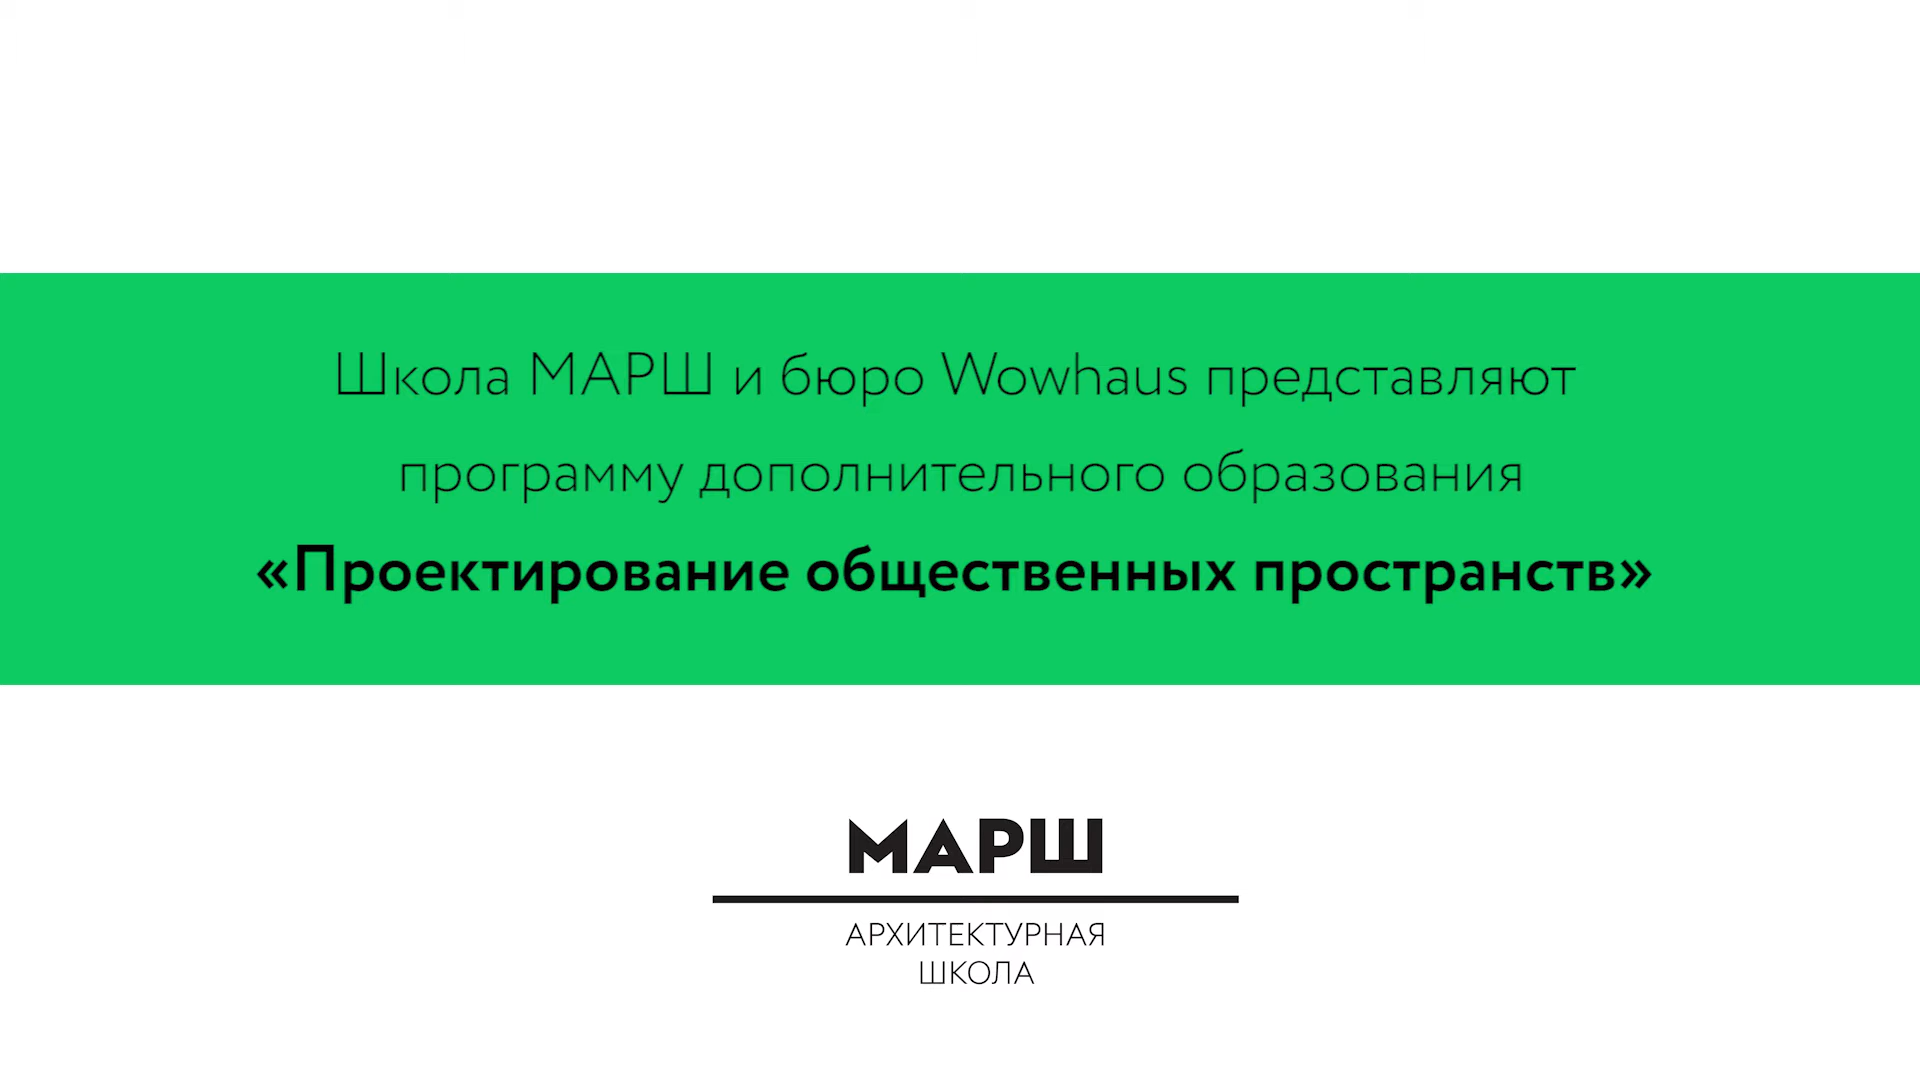 Школа МАРШ и бюро Wowhaus представляют
программу дополнительного образования
«Проектирование общественных пространств»
МАРШ
АРХИТЕКТУРНАЯ
ШКОЛА